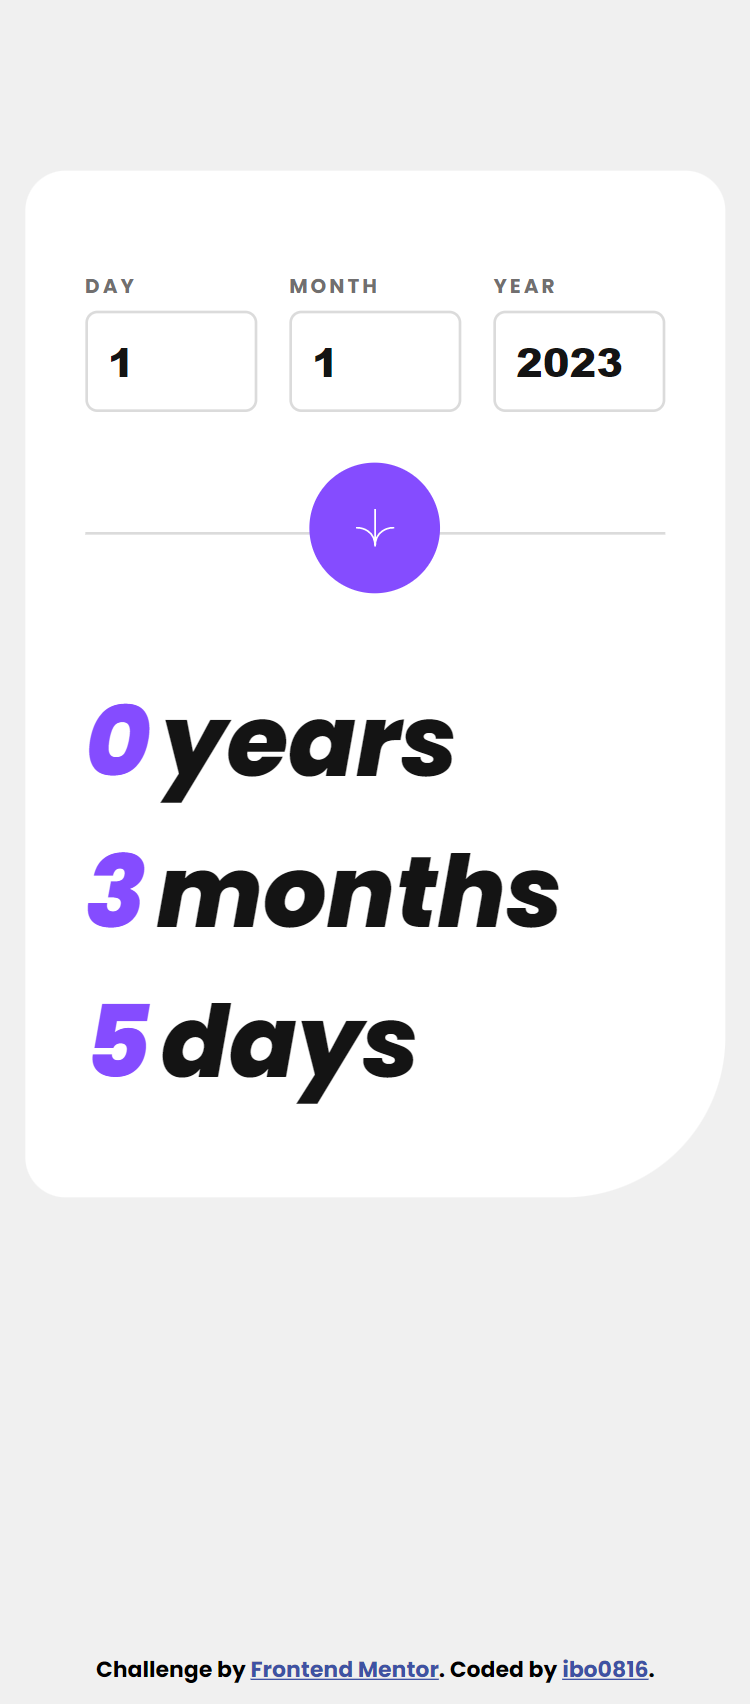 DAY MONTH YEAR
1 1 2023
0 years
3 months
5 days
Challenge by Frontend Mentor. Coded by ibo0816.